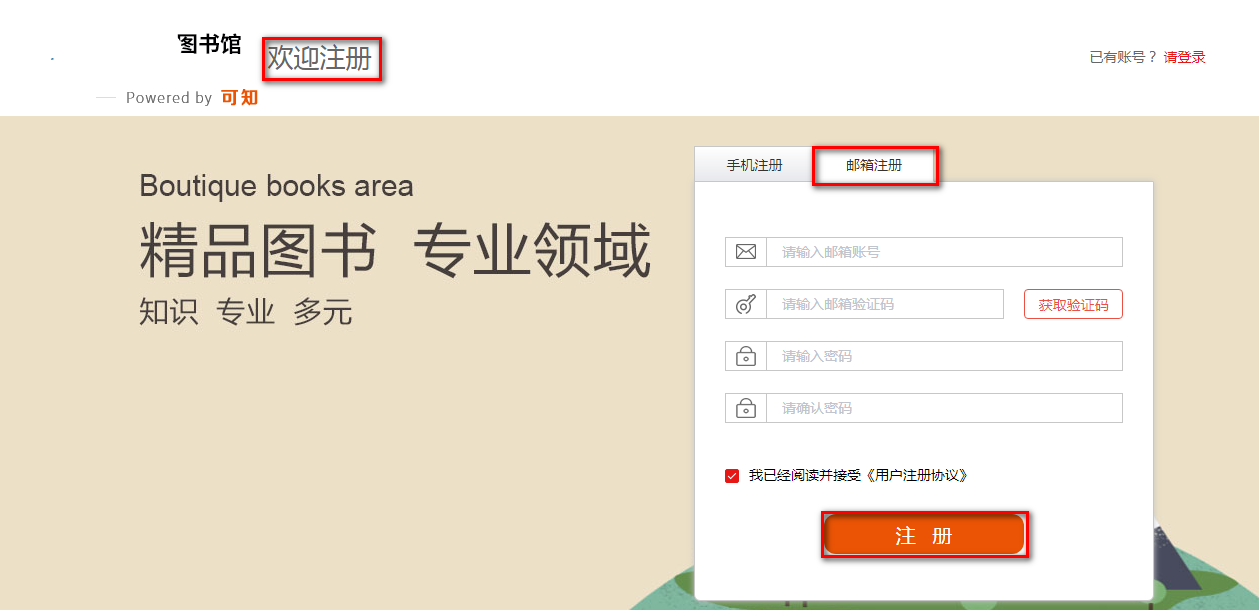 图书馆 欢迎注册
已有账号？ 请登录
Powered by 可知
手机注册 邮箱注册
Boutique books area
精品图书 专业领域
知识 专业 多元
请输入邮箱账号
请输入邮箱验证码 获取验证码
请输入密码
请确认密码
我已经阅读并接受《用户注册协议》
注 册